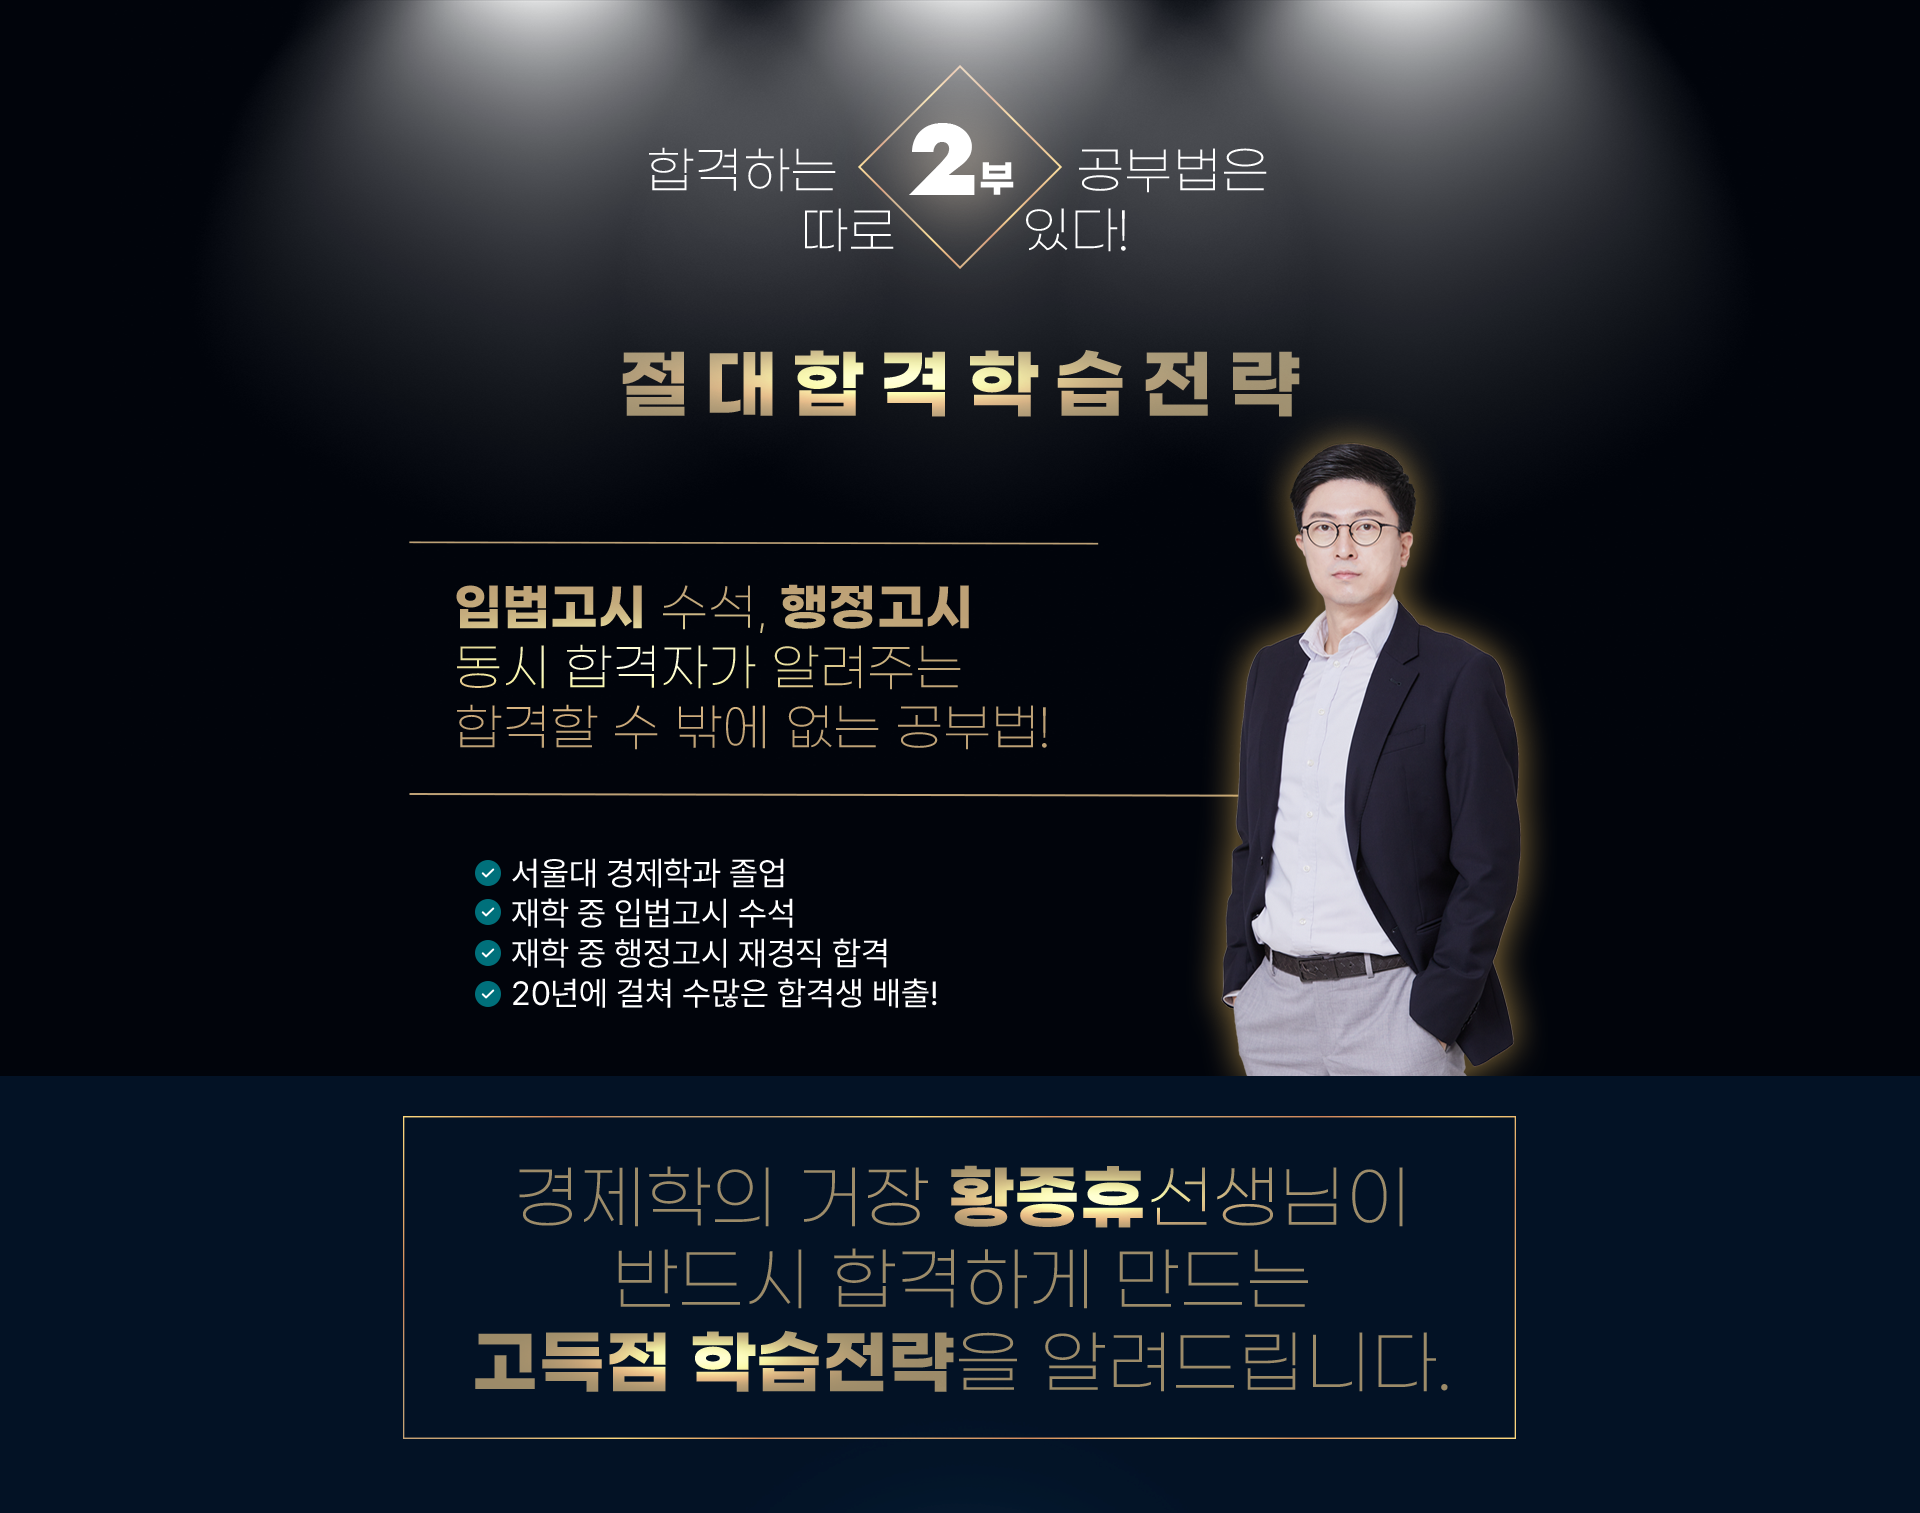 2부
합격하는 공부법은
따로 있다!
절대합격학습전략
입법고시 수석, 행정고시
동시 합격자가 알려주는
합격할 수 밖에 없는 공부법!
서울대 경제학과 졸업
재학 중 입법고시 수석
재학 중 행정고시 재경직 합격
20년에 걸쳐 수많은 합격생 배출!
경제학의 거장 황종휴선생님이
반드시 합격하게 만드는
고득점 학습전략을 알려드립니다.